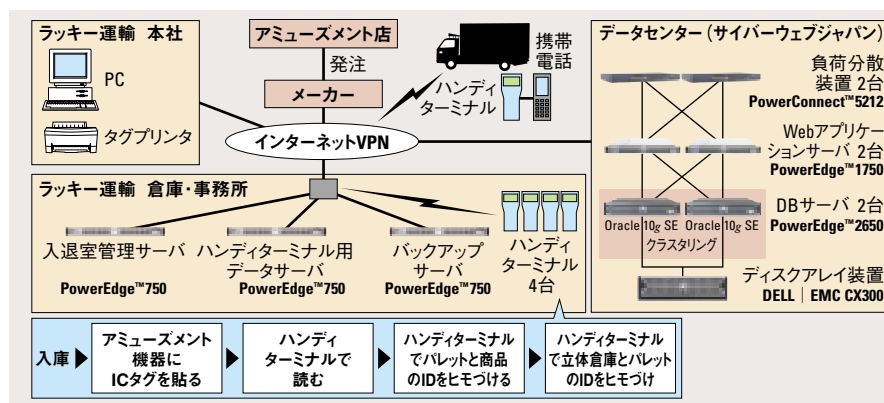 ラッキー運輸 本社
PC
タグプリンタ
アミューズメント店
発注
メーカー
インターネットVPN
携帯
電話
ハンディ
ターミナル
データセンター(サイバーウェブジャパン)
負荷分散
装置 2台
PowerConnect™5212
Webアプリケー
ションサーバ 2台
PowerEdge™1750
DBサーバ 2台
PowerEdge™2650
Oracle 10g SE Oracle 10g SE
クラスタリング
ディスクアレイ装置
DELL | EMC CX300
ラッキー運輸 倉庫・事務所
入退室管理サーバ
PowerEdge™750
ハンディターミナル用
データサーバ
PowerEdge™750
バックアップ
サーバ
PowerEdge™750
ハンディ
ターミナル
4台
入庫
アミューズメント
機器に
ICタグを貼る
ハンディ
ターミナルで
読む
ハンディターミナル
でパレットと商品
のIDをヒモづける
ハンディターミナル
で立体倉庫とパレット
のIDをヒモづけ